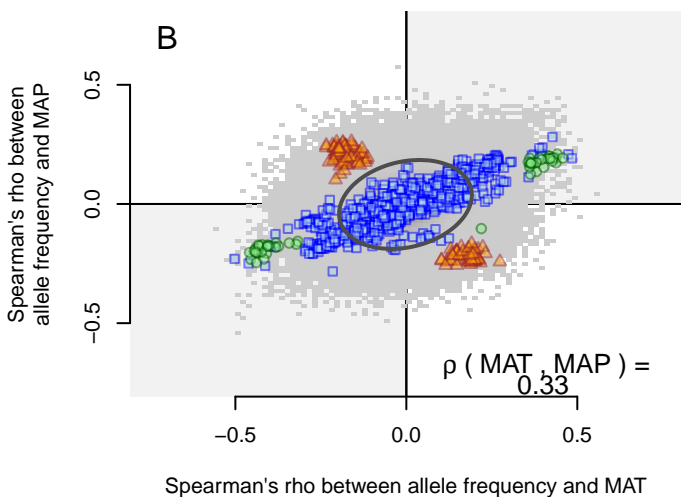 B
Spearman's rho between
allele frequency and MAP
0.5
0.0
−0.5
ρ ( MAT , MAP ) =
0.33
−0.5 0.0 0.5
Spearman's rho between allele frequency and MAT